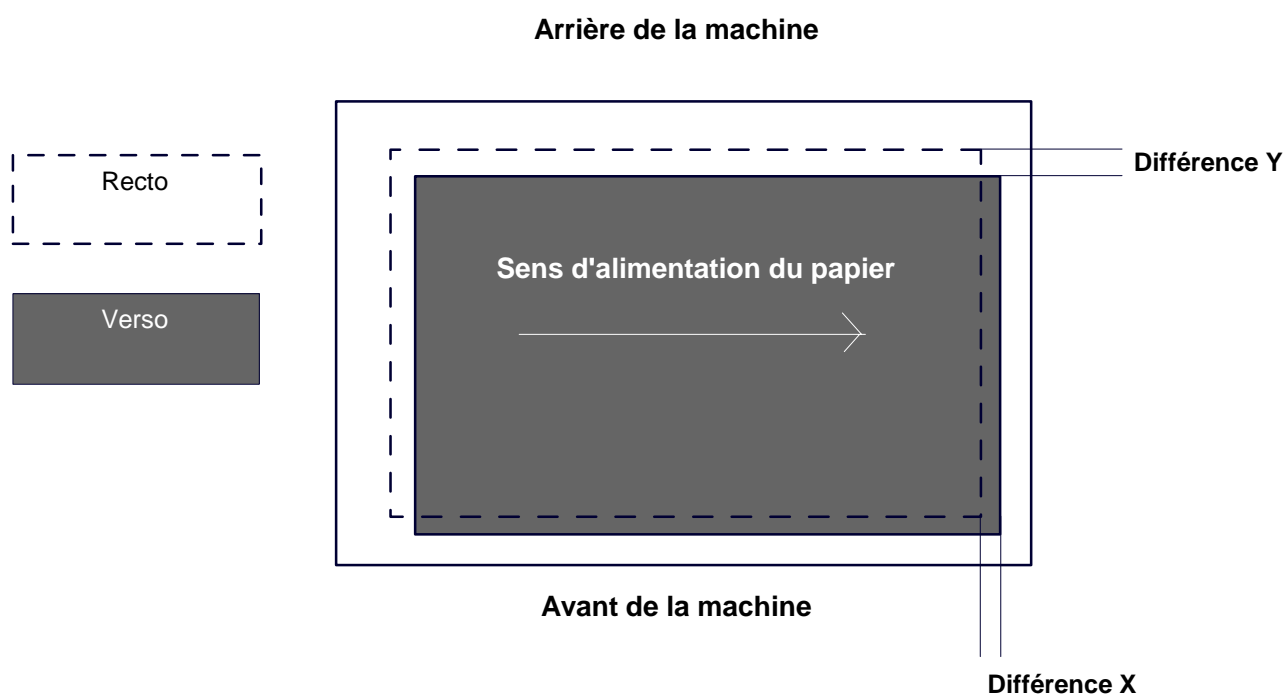 Arrière de la machine
Recto
Différence Y
Sens d'alimentation du papier
Verso
Avant de la machine
Différence X